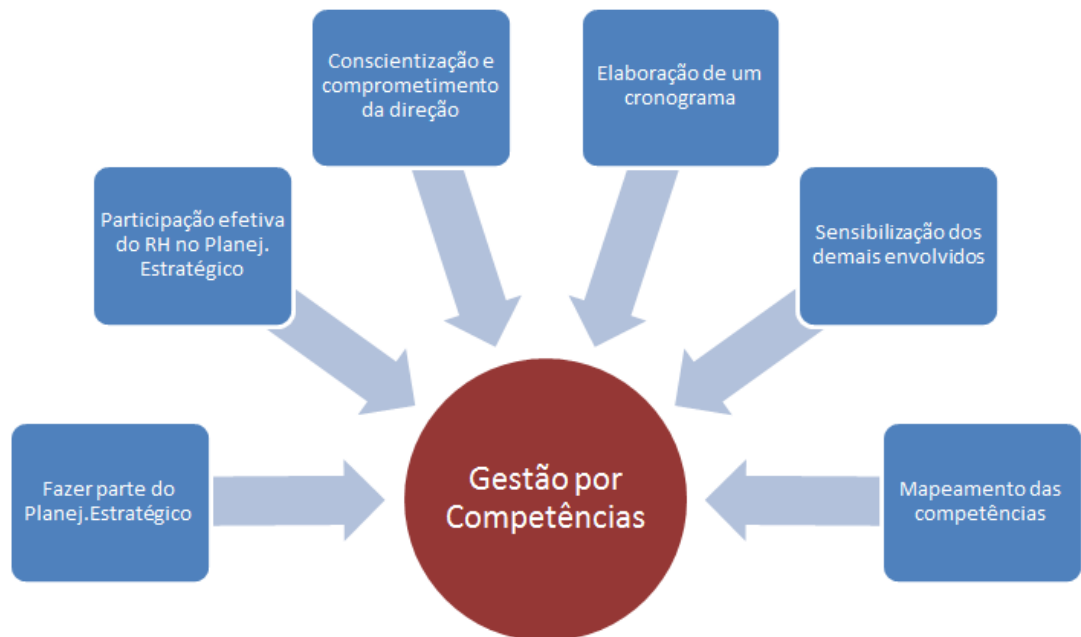 Conscientização e
comprometimento
da direção
Elaboração de um
cronograma
Participação efetiva
do RH no Planej.
Estratégico
Sensibilização dos
demais envolvidos
Fazer parte do
Planej.Estratégico
Gestão por
Competências
Mapeamento das
competências